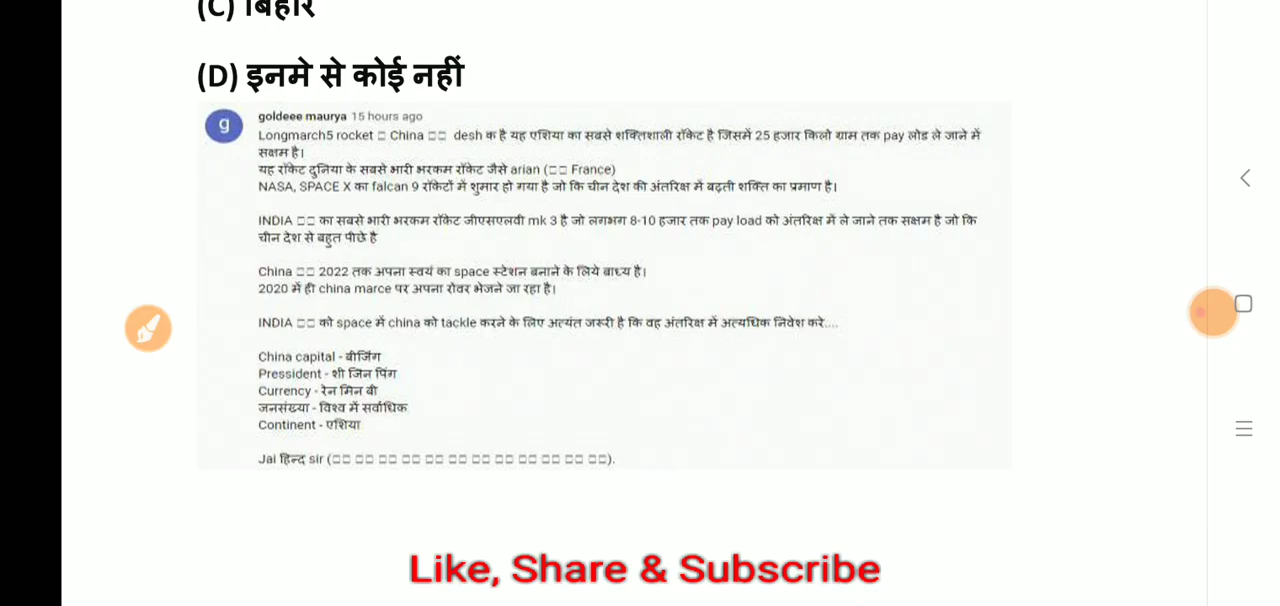 (C) बिहार
(D) इनमे से कोई नहीं
g
goldeee maurya 15 hours ago
Longmarch5 rocket □ China □□ desh क है यह एशिया का सबसे शक्तिशाली रॉकेट है जिसमें 25 हजार किलो ग्राम तक pay लोड ले जाने में
सक्षम है।
यह रॉकेट दुनिया के सबसे भारी भरकम रॉकेट जैसे arian (□□ France)
NASA, SPACE X का falcan 9 रॉकेटों में शुमार हो गया है जो कि चीन देश की अंतरिक्ष में बढ़ती शक्ति का प्रमाण है।
INDIA □□ का सबसे भारी भरकम रॉकेट जीएसएलवी mk 3 है जो लगभग 8-10 हजार तक pay load को अंतरिक्ष में ले जाने तक सक्षम है जो कि
चीन देश से बहुत पीछे है
China □□ 2022 तक अपना स्वयं का space स्टेशन बनाने के लिये बाध्य है।
2020 में ही china marce पर अपना रोवर भेजने जा रहा है।
INDIA □□ को space में china को tackle करने के लिए अत्यंत जरूरी है कि वह अंतरिक्ष में अत्यधिक निवेश करे....
China capital - बीजिंग
Pressident - शी जिन पिंग
Currency - रेन मिन बी
जनसंख्या - विश्व में सर्वाधिक
Continent - एशिया
Jai हिन्द sir (□□ □□ □□ □□ □□ □□ □□ □□ □□ □□ □□ □□).
Like, Share & Subscribe